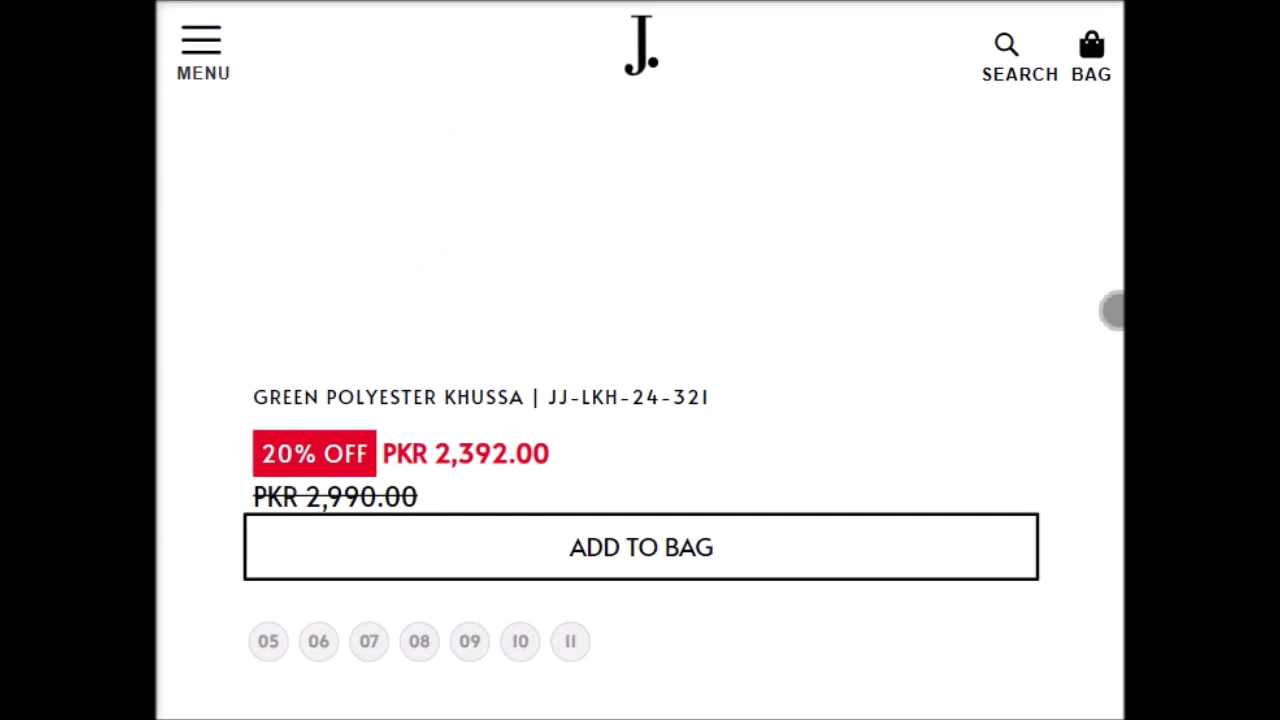 J.
MENU
SEARCH BAG
GREEN POLYESTER KHUSSA | JJ-LKH-24-321
20% OFF PKR 2,392.00
PKR 2,990.00
ADD TO BAG
05 06 07 08 09 10 11